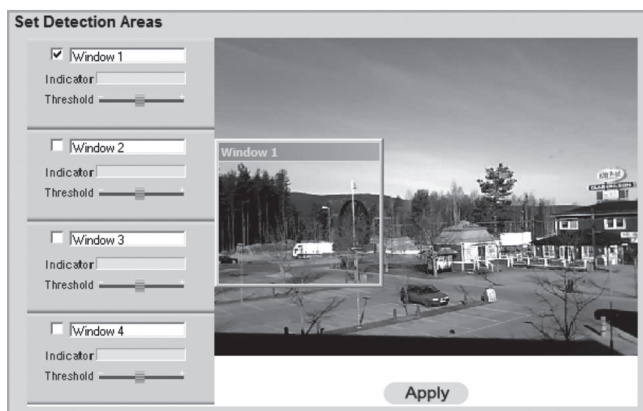 Set Detection Areas
Window 1
Indicator
Threshold - +
Window 2
Indicator
Threshold - +
Window 3
Indicator
Threshold - +
Window 4
Indicator
Threshold - +
Window 1
Apply